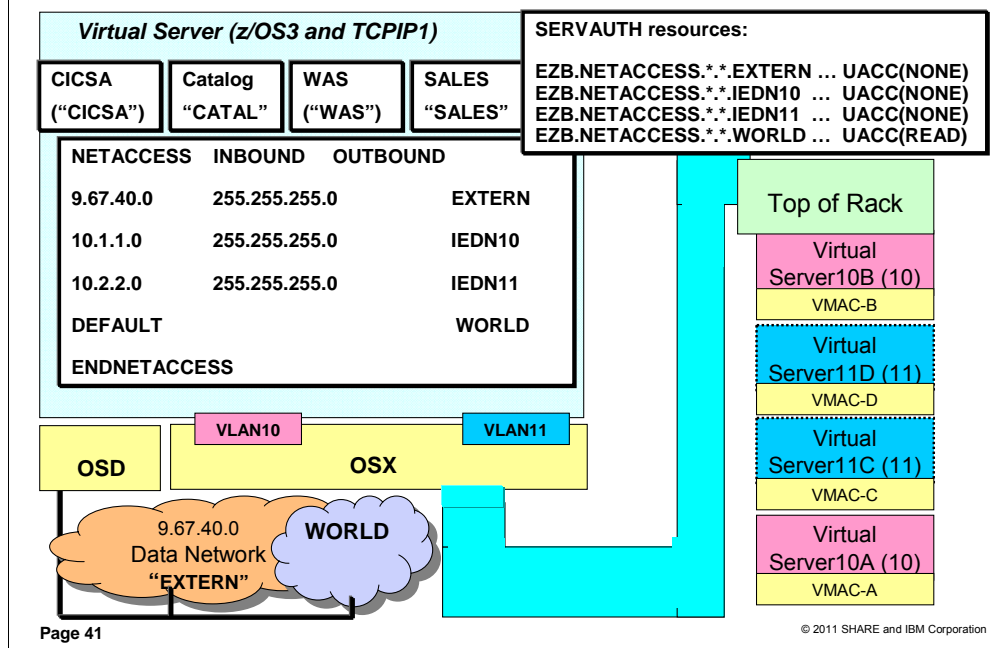 Virtual Server (z/OS3 and TCPIP1)
SERVAUTH resources:
EZB.NETACCESS.*.*.EXTERN … UACC(NONE)
EZB.NETACCESS.*.*.IEDN10 … UACC(NONE)
EZB.NETACCESS.*.*.IEDN11 … UACC(NONE)
EZB.NETACCESS.*.*.WORLD … UACC(READ)
CICSA
("CICSA")
Catalog
"CATAL"
WAS
("WAS")
SALES
"SALES"
NETACCESS INBOUND OUTBOUND
9.67.40.0 255.255.255.0 EXTERN
10.1.1.0 255.255.255.0 IEDN10
10.2.2.0 255.255.255.0 IEDN11
DEFAULT WORLD
ENDNETACCESS
VLAN10
VLAN11
OSD
OSX
9.67.40.0
Data Network
"EXTERN"
WORLD
Top of Rack
Virtual
Server10B (10)
VMAC-B
Virtual
Server11D (11)
VMAC-D
Virtual
Server11C (11)
VMAC-C
Virtual
Server10A (10)
VMAC-A
Page 41
© 2011 SHARE and IBM Corporation